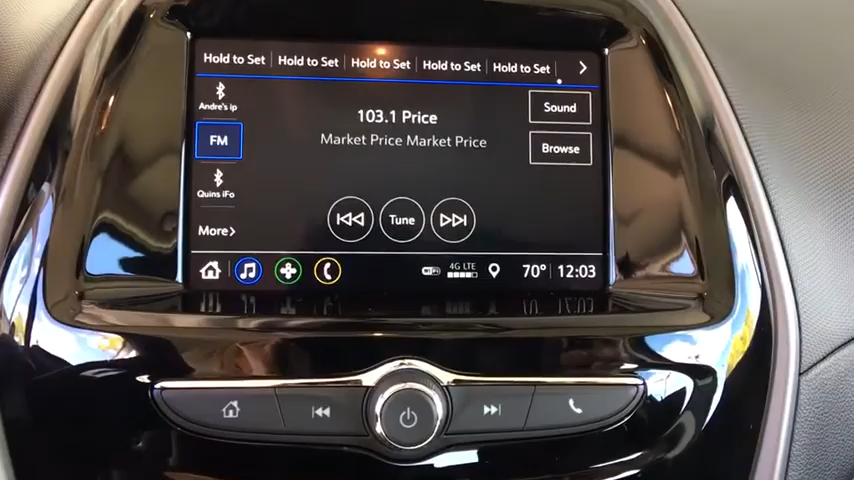 Hold to Set Hold to Set Hold to Set Hold to Set Hold to Set
Andre's ip
FM
Quins iFo
More
103.1 Price
Market Price Market Price
Sound
Browse
Tune
WiFi 4G LTE 70° 12:03